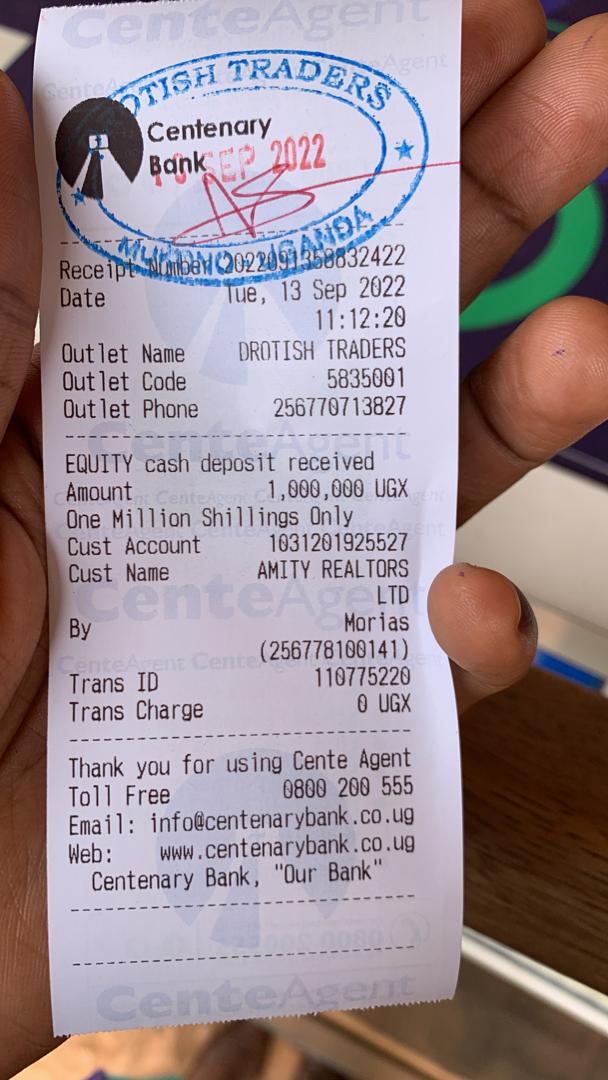 CenteAgent
DROTISH TRADERS
Centenary
Bank
SEP 2022
MUKONO, UGANDA
Receipt Number 2022091358832422
Date Tue, 13 Sep 2022
11:12:20
Outlet Name DROTISH TRADERS
Outlet Code 5835001
Outlet Phone 256770713827
EQUITY cash deposit received
Amount 1,000,000 UGX
One Million Shillings Only
Cust Account 1031201925527
Cust Name AMITY REALTORS
LTD
By Morias
(256778100141)
Trans ID 110775220
Trans Charge 0 UGX
Thank you for using Cente Agent
Toll Free 0800 200 555
Email: info@centenarybank.co.ug
Web: www.centenarybank.co.ug
Centenary Bank, "Our Bank"
CenteAgent